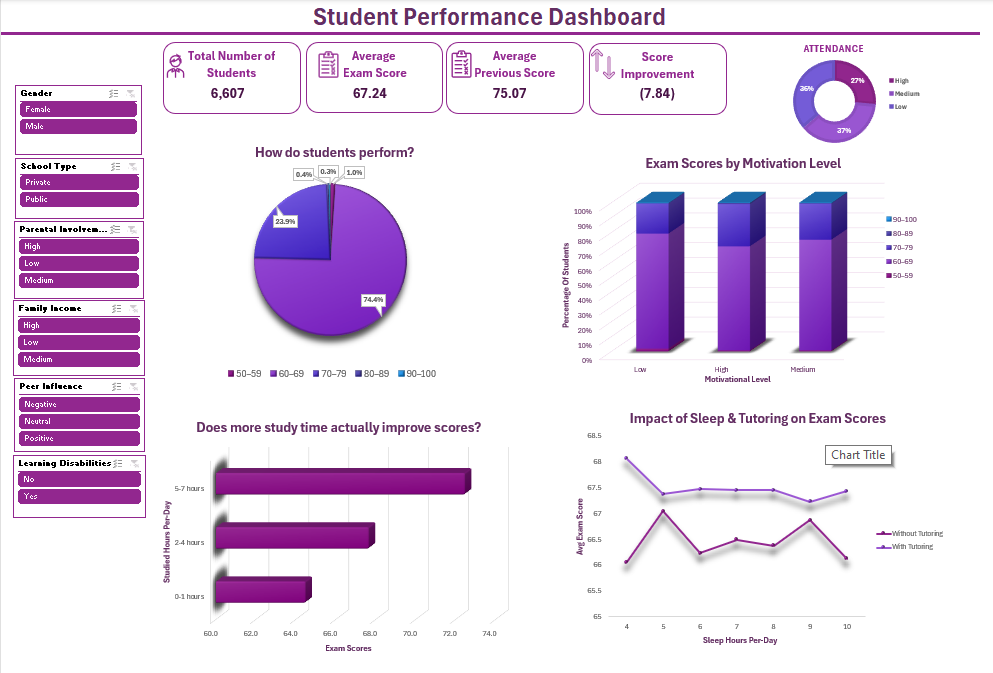 Student Performance Dashboard
Total Number of
Students
6,607
Average
Exam Score
67.24
Average
Previous Score
75.07
Score
Improvement
(7.84)
ATTENDANCE
27%
36%
37%
High
Medium
Low
Gender
Female
Male
School Type
Private
Public
Parental Involvem...
High
Low
Medium
Family Income
High
Low
Medium
Peer Influence
Negative
Neutral
Positive
Learning Disabilities
No
Yes
How do students perform?
0.4%
0.3%
1.0%
23.9%
74.4%
50–59
60–69
70–79
80–89
90–100
Exam Scores by Motivation Level
Percentage Of Students
100%
90%
80%
70%
60%
50%
40%
30%
20%
10%
0%
Low
High
Medium
Motivational Level
90–100
80–89
70–79
60–69
50–59
Does more study time actually improve scores?
Studied Hours Per-Day
5-7 hours
2-4 hours
0-1 hours
60.0
62.0
64.0
66.0
68.0
70.0
72.0
74.0
Exam Scores
Impact of Sleep & Tutoring on Exam Scores
Chart Title
Avg Exam Score
68.5
68
67.5
67
66.5
66
65.5
65
4
5
6
7
8
9
10
Sleep Hours Per-Day
Without Tutoring
With Tutoring